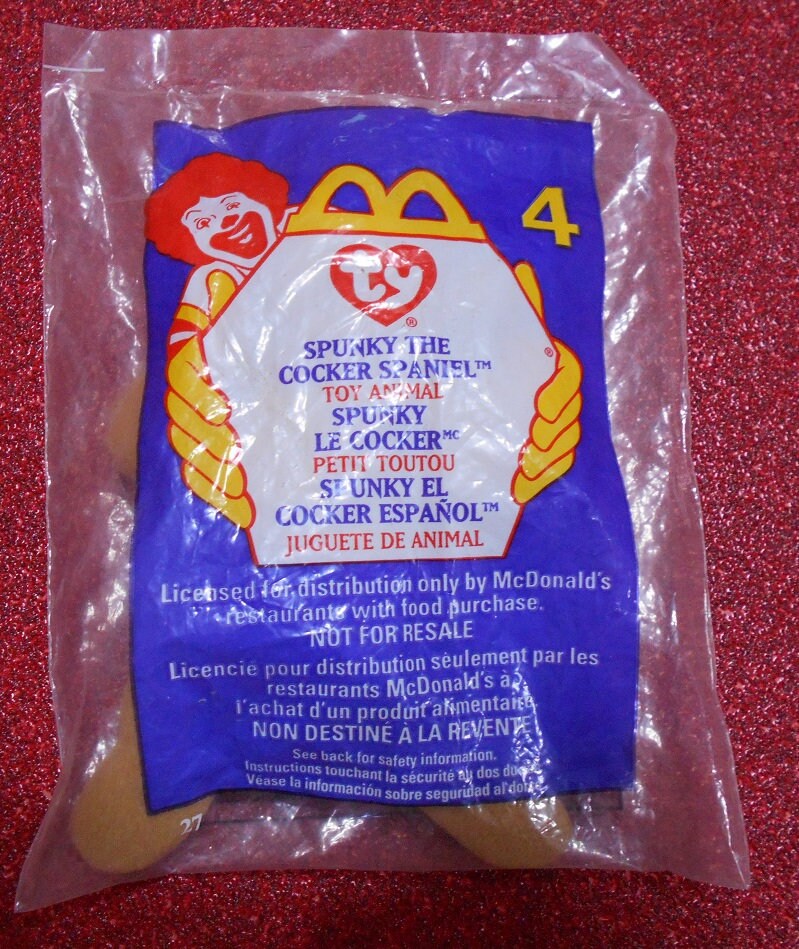 4
ty
®
SPUNKY THE
COCKER SPANIEL™
®
TOY ANIMAL
SPUNKY
LE COCKER MC
PETIT TOUTOU
SPUNKY EL
COCKER ESPAÑOL™
JUGUETE DE ANIMAL
Licensed for distribution only by McDonald's
restaurants with food purchase.
NOT FOR RESALE
Licencié pour distribution seulement par les
restaurants McDonald's à
l'achat d'un produit alimentaire.
NON DESTINÉ À LA REVENTE
See back for safety information.
Instructions touchant la sécurité au dos du
Véase la información sobre seguridad al dorso
27